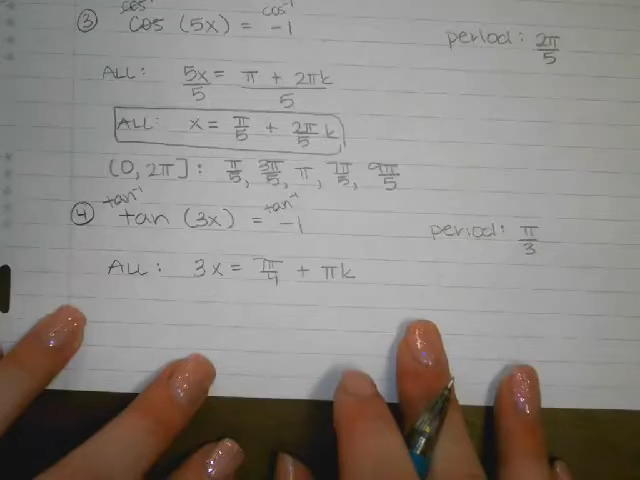 cos⁻¹ cos⁻¹
③ cos (5x) = -1 period: 2π/5
ALL: 5x/5 = π + 2πk/5
ALL: x = π/5 + 2π/5 k
(0, 2π]: π/5, 3π/5, π, 7π/5, 9π/5
tan⁻¹ tan⁻¹
④ tan (3x) = -1 period: π/3
ALL: 3x = 7π/4 + πk